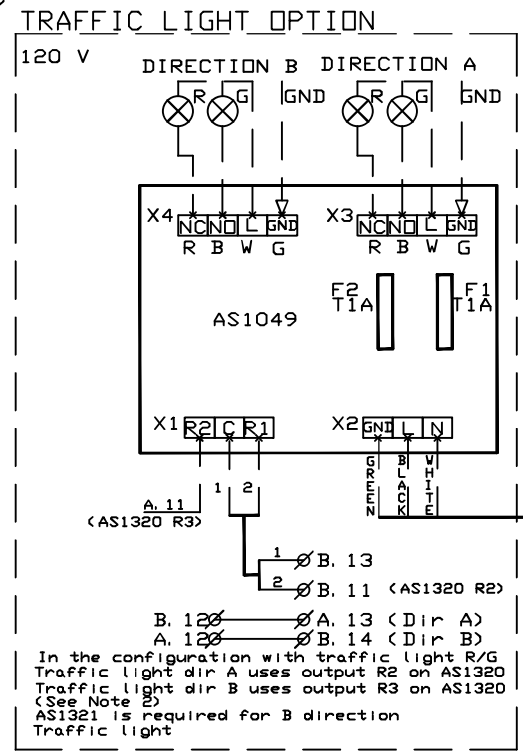 TRAFFIC LIGHT OPTION
120 V
DIRECTION B DIRECTION A
R G GND R G GND
X4 NC NO L GND X3 NC NO L GND
R B W G R B W G
F2 T1A F1 T1A
AS1049
X1 R2 C R1 X2 GND L N
GREEN BLACK WHITE
1 2
A. 11
(AS1320 R3)
1 B. 13
2 B. 11 (AS1320 R2)
B. 12 A. 13 (Dir A)
A. 12 B. 14 (Dir B)
In the configuration with traffic light R/G
Traffic light dir A uses output R2 on AS1320
Traffic light dir B uses output R3 on AS1320
(See Note 2)
AS1321 is required for B direction
Traffic light